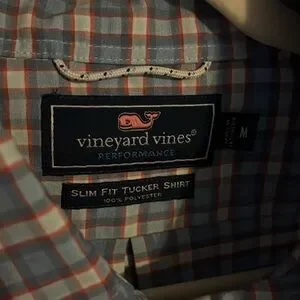 vineyard vines®
PERFORMANCE
M
SLIM FIT TUCKER SHIRT
100% POLYESTER